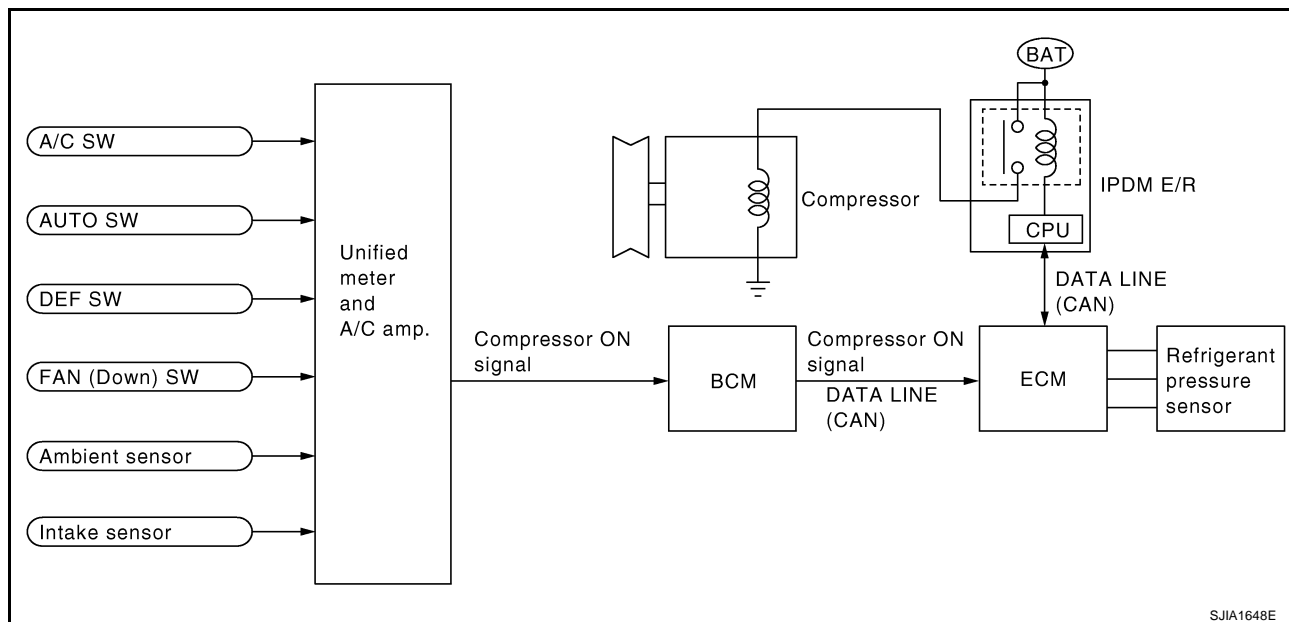 BAT
A/C SW
AUTO SW
DEF SW
FAN (Down) SW
Ambient sensor
Intake sensor
Unified
meter
and
A/C amp.
Compressor
IPDM E/R
CPU
DATA LINE
(CAN)
Compressor ON
signal
BCM
Compressor ON
signal
DATA LINE
(CAN)
ECM
Refrigerant
pressure
sensor
SJIA1648E